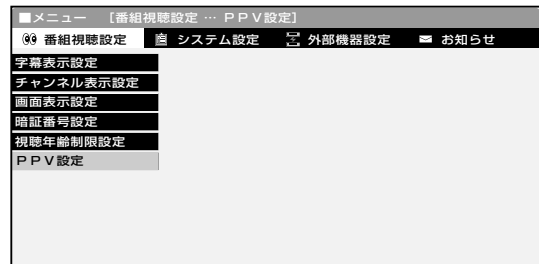 ■メニュー [番組視聴設定 … ＰＰＶ設定]
番組視聴設定 システム設定 外部機器設定 お知らせ
字幕表示設定
チャンネル表示設定
画面表示設定
暗証番号設定
視聴年齢制限設定
ＰＰＶ設定